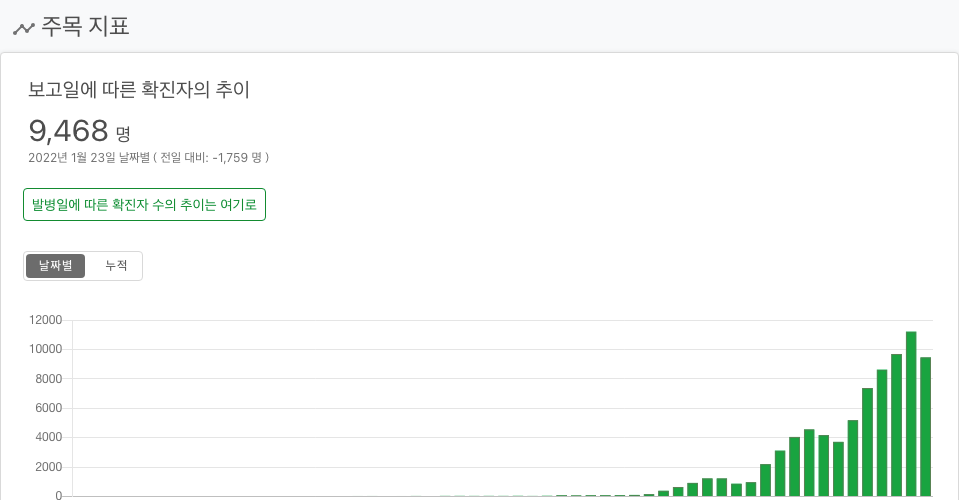 주목 지표
보고일에 따른 확진자의 추이
9,468 명
2022년 1월 23일 날짜별 ( 전일 대비: -1,759 명 )
발병일에 따른 확진자 수의 추이는 여기로
날짜별 누적
12000
10000
8000
6000
4000
2000
0